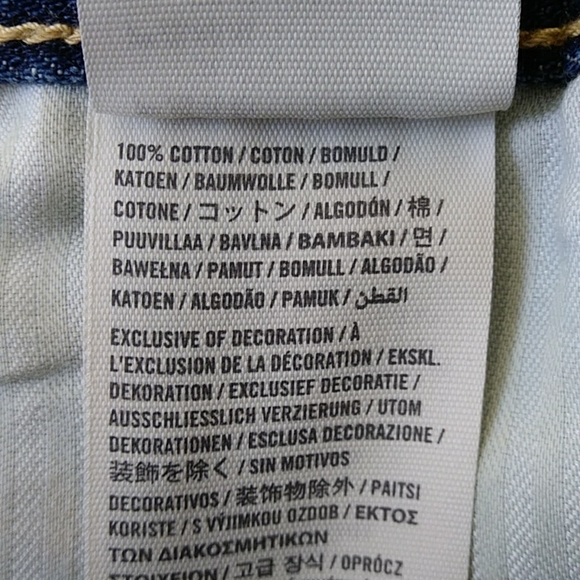 100% COTTON / COTON / BOMULD /
KATOEN / BAUMWOLLE / BOMULL /
COTONE / コットン / ALGODÓN / 棉 /
PUUVILLAA / BAVLNA / BAMBAKI / 면 /
BAWEŁNA / PAMUT / BOMULL / ALGODÃO /
KATOEN / ALGODÃO / PAMUK / القطن
EXCLUSIVE OF DECORATION / À
L'EXCLUSION DE LA DÉCORATION / EKSKL.
DEKORATION / EXCLUSIEF DECORATIE /
AUSSCHLIESSLICH VERZIERUNG / UTOM
DEKORATIONEN / ESCLUSA DECORAZIONE /
装飾を除く / SIN MOTIVOS
DECORATIVOS / 装饰物除外 / PAITSI
KORISTE / S VÝJIMKOU OZDOB / ΕΚΤΟΣ
ΤΩΝ ΔΙΑΚΟΣΜΗΤΙΚΩΝ
ΣΤΟΙΧΕΙΩΝ / 고급 장식 / OPRÓCZ